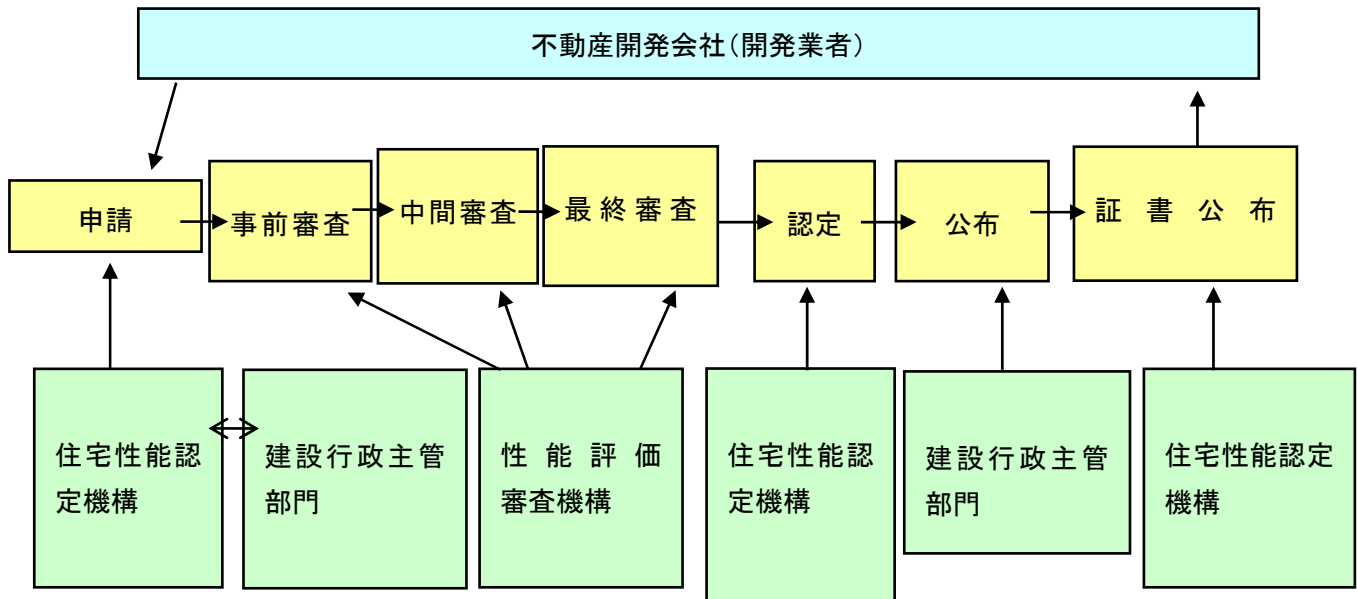 不動産開発会社（開発業者）
申請
事前審査
中間審査
最終審査
認定
公布
証書公布
住宅性能認
定機構
建設行政主管
部門
性能評価
審査機構
住宅性能認
定機構
建設行政主管
部門
住宅性能認定
機構